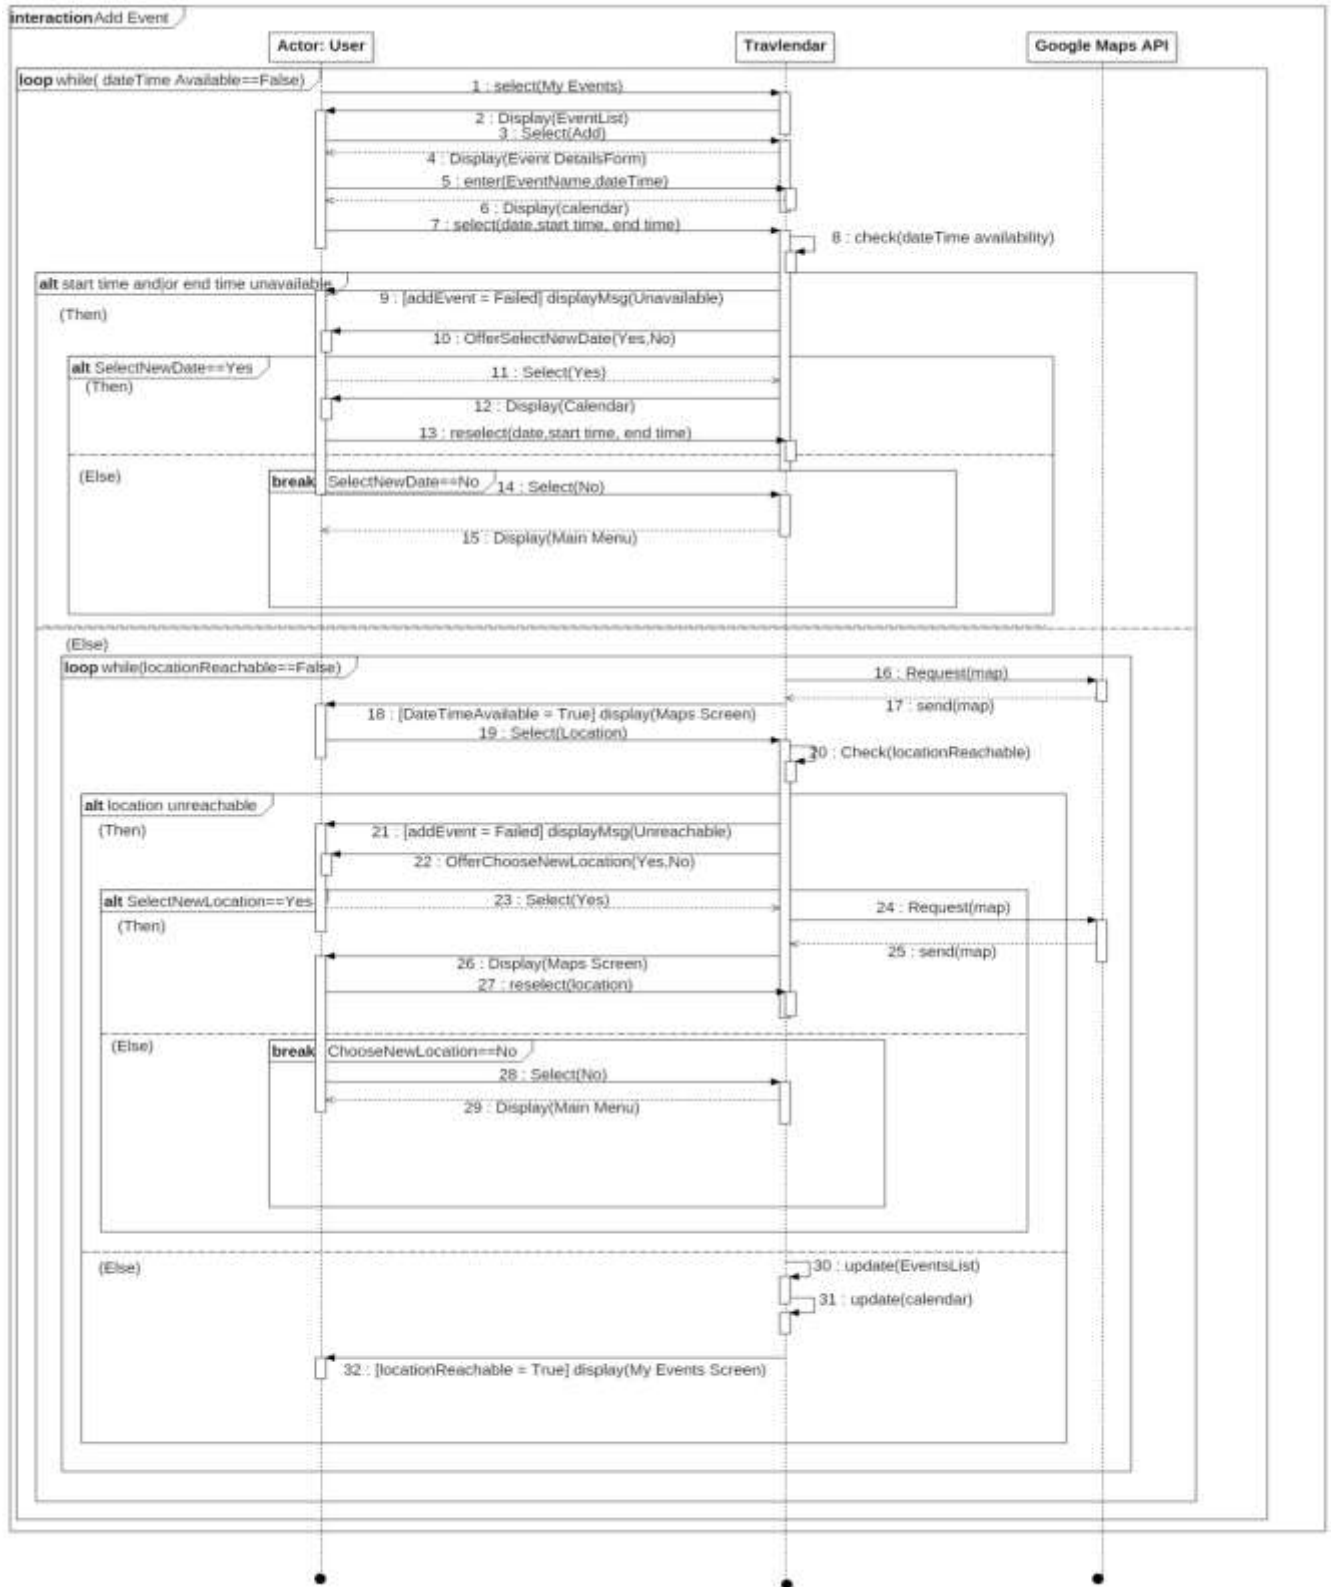 interaction Add Event
Actor: User
Travlendar
Google Maps API
loop while( dateTime Available==False)
1 : select(My Events)
2 : Display(EventList)
3 : Select(Add)
4 : Display(Event DetailsForm)
5 : enter(EventName,dateTime)
6 : Display(calendar)
7 : select(date,start time, end time)
8 : check(dateTime availability)
alt start time and|or end time unavailable
9 : [addEvent = Failed] displayMsg(Unavailable)
(Then)
10 : OfferSelectNewDate(Yes,No)
alt SelectNewDate==Yes
11 : Select(Yes)
(Then)
12 : Display(Calendar)
13 : reselect(date,start time, end time)
(Else)
break SelectNewDate==No
14 : Select(No)
15 : Display(Main Menu)
(Else)
loop while(locationReachable==False)
16 : Request(map)
17 : send(map)
18 : [DateTimeAvailable = True] display(Maps Screen)
19 : Select(Location)
20 : Check(locationReachable)
alt location unreachable
(Then)
21 : [addEvent = Failed] displayMsg(Unreachable)
22 : OfferChooseNewLocation(Yes,No)
alt SelectNewLocation==Yes
23 : Select(Yes)
24 : Request(map)
(Then)
25 : send(map)
26 : Display(Maps Screen)
27 : reselect(location)
(Else)
break ChooseNewLocation==No
28 : Select(No)
29 : Display(Main Menu)
(Else)
30 : update(EventsList)
31 : update(calendar)
32 : [locationReachable = True] display(My Events Screen)